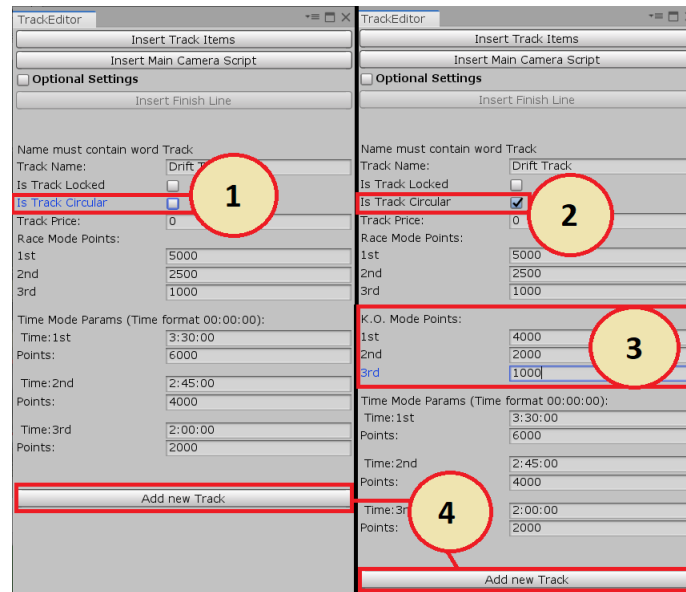 TrackEditor
Insert Track Items
Insert Main Camera Script
Optional Settings
Insert Finish Line
Name must contain word Track
Track Name: Drift T
Is Track Locked
Is Track Circular
1
Track Price: 0
Race Mode Points:
1st 5000
2nd 2500
3rd 1000
Time Mode Params (Time format 00:00:00):
Time:1st 3:30:00
Points: 6000
Time:2nd 2:45:00
Points: 4000
Time:3rd 2:00:00
Points: 2000
Add new Track
TrackEditor
Insert Track Items
Insert Main Camera Script
Optional Settings
Insert Finish Line
Name must contain word Track
Track Name: Drift Track
Is Track Locked
Is Track Circular
2
Track Price: 0
Race Mode Points:
1st 5000
2nd 2500
3rd 1000
K.O. Mode Points:
1st 4000
2nd 2000
3
3rd 1000
Time Mode Params (Time format 00:00:00):
Time:1st 3:30:00
Points: 6000
Time:2nd 2:45:00
Points: 4000
4
Time:3r 2:00:00
Points: 2000
Add new Track